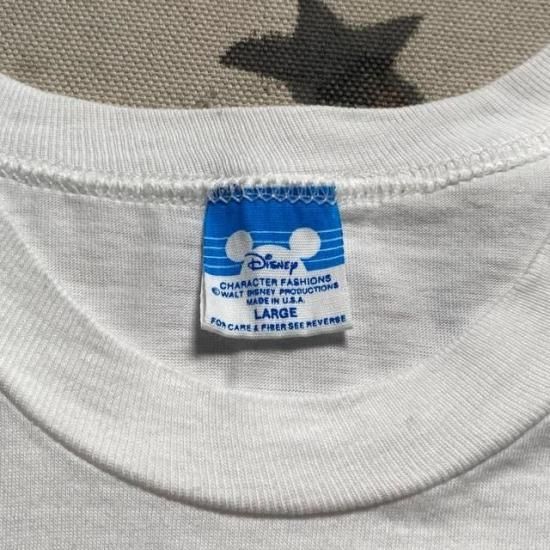 Disney
CHARACTER FASHIONS
©WALT DISNEY PRODUCTIONS
MADE IN U.S.A.
LARGE
FOR CARE & FIBER SEE REVERSE